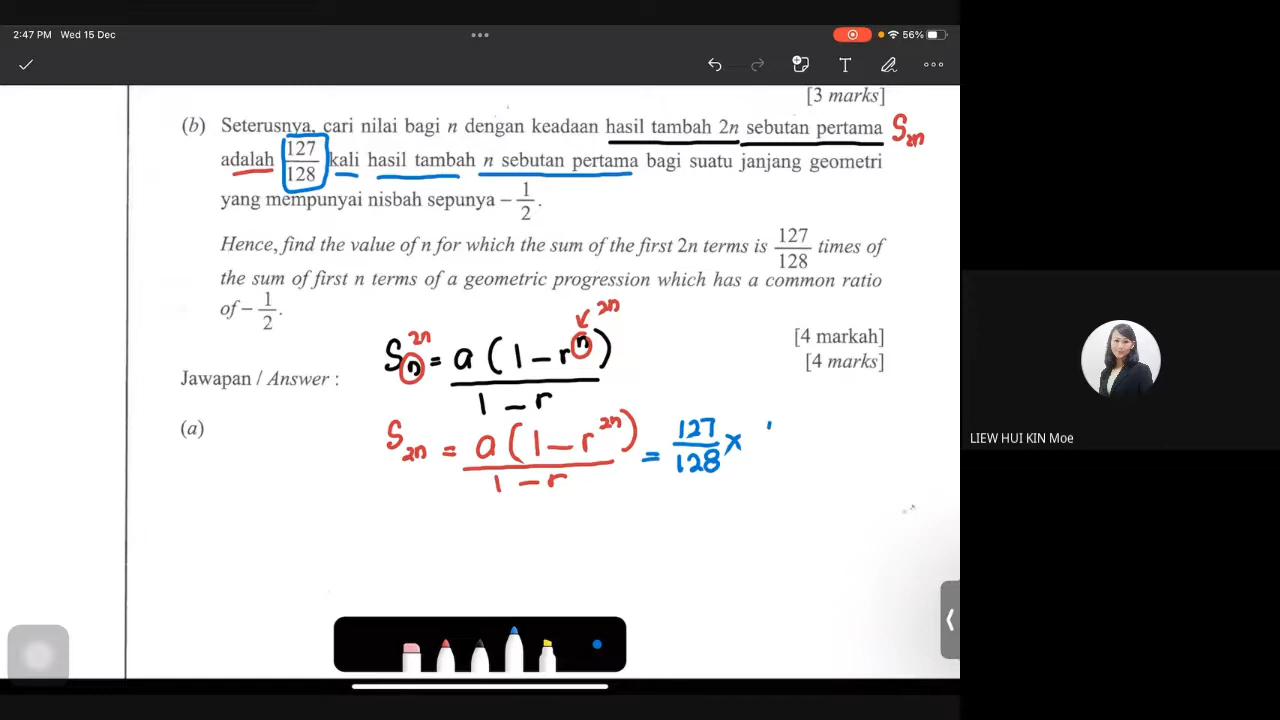 2:47 PM Wed 15 Dec
56%
[3 marks]
(b) Seterusnya, cari nilai bagi n dengan keadaan hasil tambah 2n sebutan pertama S₂ₙ
adalah 127/128 kali hasil tambah n sebutan pertama bagi suatu janjang geometri
yang mempunyai nisbah sepunya −1/2.
Hence, find the value of n for which the sum of the first 2n terms is 127/128 times of
the sum of first n terms of a geometric progression which has a common ratio
of −1/2.
[4 markah]
[4 marks]
2n 2n
Sₙ = a(1−rⁿ)/1−r
Jawapan / Answer :
(a)
S₂ₙ = a(1−r²ⁿ)/1−r = 127/128 ×
LIEW HUI KIN Moe